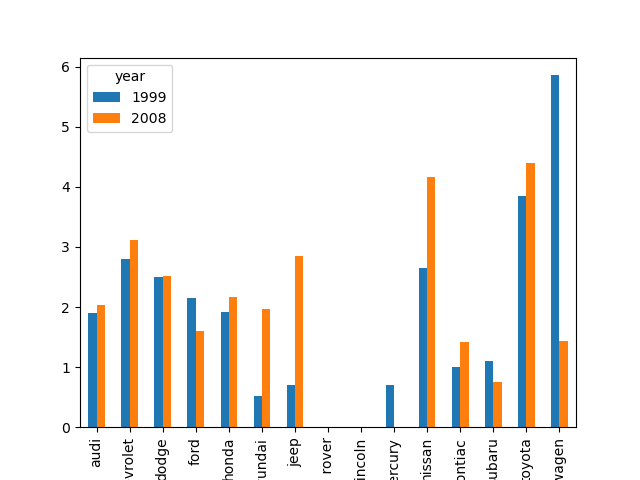 year
1999
2008
6
5
4
3
2
1
0
audi
vrolet
dodge
ford
honda
undai
jeep
rover
incoln
ercury
nissan
ontiac
ubaru
toyota
wagen